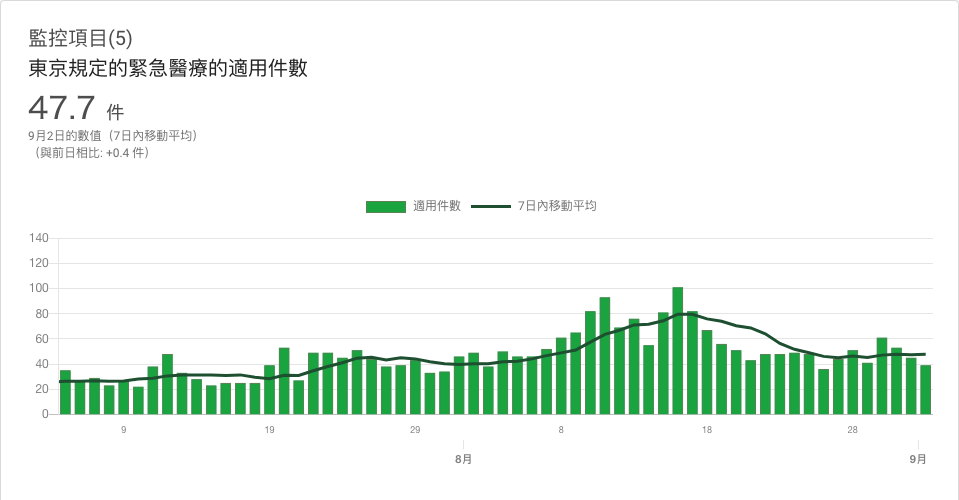 監控項目(5)
東京規定的緊急醫療的適用件數
47.7 件
9月2日的數值（7日內移動平均）
（與前日相比: +0.4 件）
適用件數 7日內移動平均
140
120
100
80
60
40
20
0
9 19 29 8 18 28
8月 9月